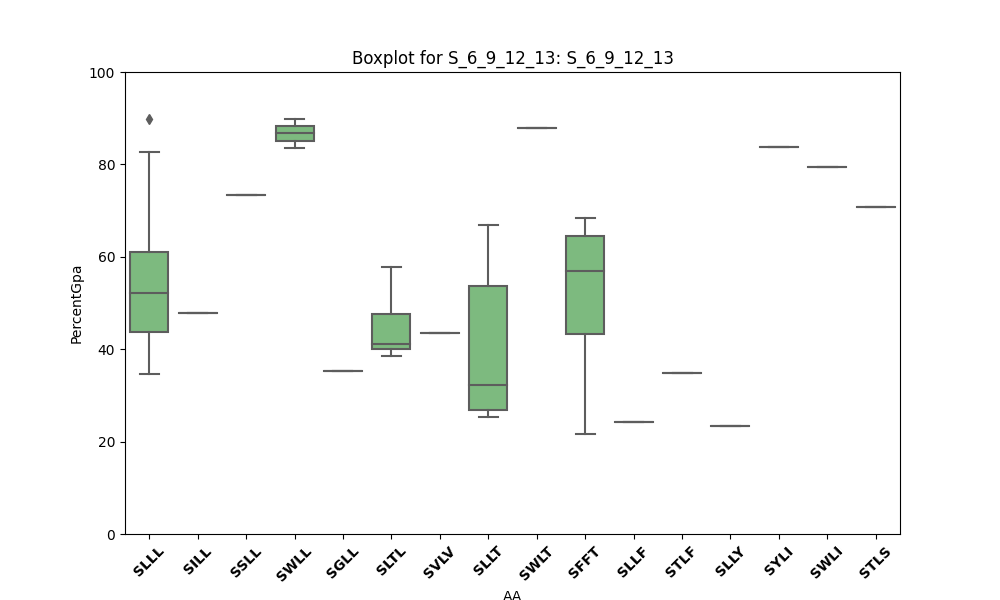 Boxplot for S_6_9_12_13: S_6_9_12_13
100
80
60
40
20
0
PercentGpa
SLLL SILL SSLL SWLL SGLL SLTL SVLV SLLT SWLT SFFT SLLF STLF SLLY SYLI SWLI STLS
AA